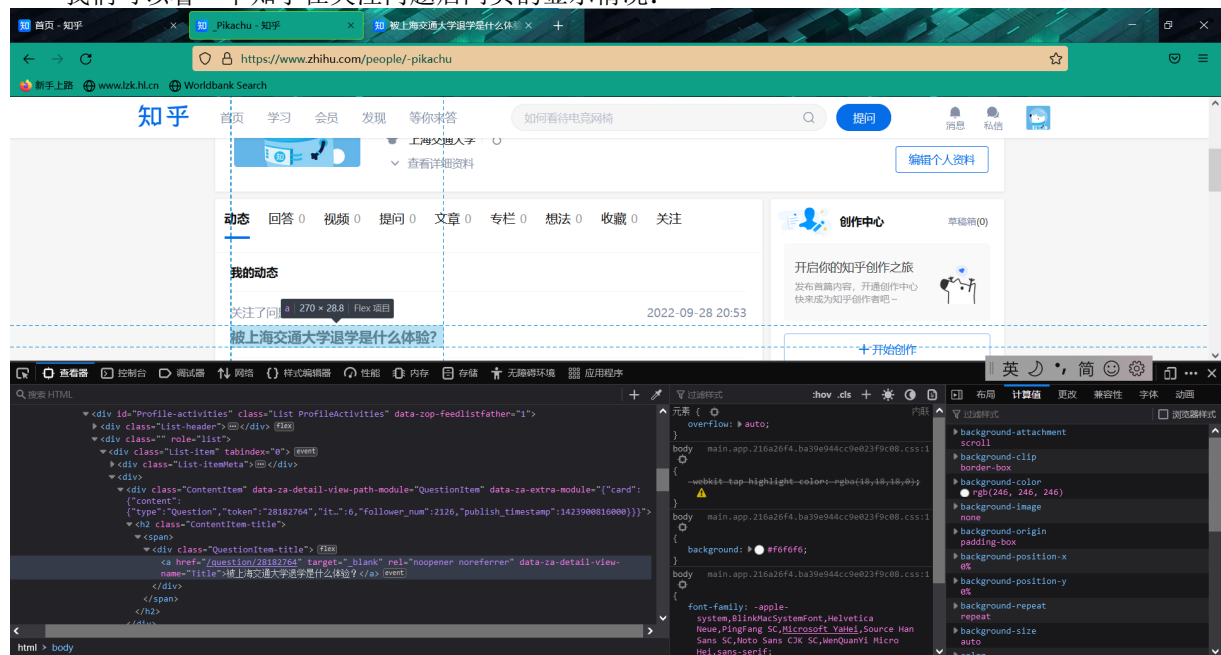 首页 - 知乎
_Pikachu - 知乎
被上海交通大学退学是什么体
https://www.zhihu.com/people/-pikachu
新手上路 www.lzk.hl.cn Worldbank Search
知乎 首页 学习 会员 发现 等你来答 如何看待电竞网椅 提问 消息 私信
上海交通大学
查看详细资料
编辑个人资料
动态 回答 0 视频 0 提问 0 文章 0 专栏 0 想法 0 收藏 0 关注
创作中心 草稿箱(0)
我的动态
开启你的知乎创作之旅
发布首篇内容，开通创作中心
快来成为知乎创作者吧~
关注了问 2022-09-28 20:53
a 270 × 28.8 Flex 项目
被上海交通大学退学是什么体验?
开始创作
英 简
查看器 控制台 调试器 网络 {} 样式编辑器 性能 内存 存储 无障碍环境 应用程序
搜索 HTML
<div id="Profile-activities" class="List ProfileActivities" data-zop-feedlistfather="1">
<div class="List-header"></div> flex
<div class="" role="list">
<div class="List-item" tabindex="0"> event
<div class="List-itemMeta"></div>
<div>
<div class="ContentItem" data-za-detail-view-path-module="QuestionItem" data-za-extra-module="{"card":
{"content":
{"type":"Question","token":"28182764","it…":6,"follower_num":2126,"publish_timestamp":1423900816000}}}">
<h2 class="ContentItem-title">
<span>
<div class="QuestionItem-title"> flex
<a href="/question/28182764" target="_blank" rel="noopener noreferrer" data-za-detail-view-
name="Title">被上海交通大学退学是什么体验？</a> event
</div>
</span>
</h2>
html > body
过滤样式 :hov .cls +
元素 { 内联
overflow: auto;
}
body main.app.216a26f4.ba39e944cc9e023f9c08.css:1
{
-webkit-tap-highlight-color: rgba(18,18,18,0);
}
body main.app.216a26f4.ba39e944cc9e023f9c08.css:1
{
background: #f6f6f6;
}
body main.app.216a26f4.ba39e944cc9e023f9c08.css:1
{
font-family: -apple-
system,BlinkMacSystemFont,Helvetica
Neue,PingFang SC,Microsoft YaHei,Source Han
Sans SC,Noto Sans CJK SC,WenQuanYi Micro
Hei,sans-serif;
布局 计算值 更改 兼容性 字体 动画
过滤样式 浏览器样式
background-attachment
scroll
background-clip
border-box
background-color
rgb(246, 246, 246)
background-image
none
background-origin
padding-box
background-position-x
0%
background-position-y
0%
background-repeat
repeat
background-size
auto